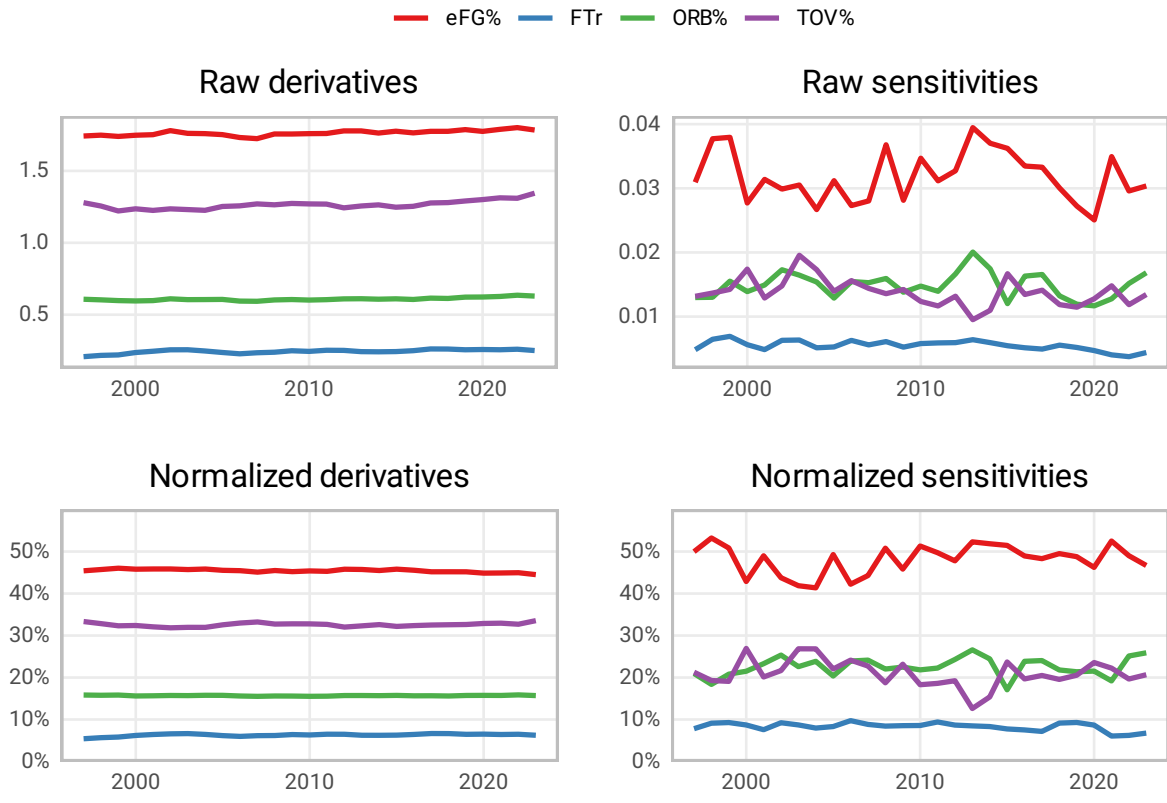 eFG% FTr ORB% TOV%
Raw derivatives
1.5
1.0
0.5
2000 2010 2020
Raw sensitivities
0.04
0.03
0.02
0.01
2000 2010 2020
Normalized derivatives
50%
40%
30%
20%
10%
0%
2000 2010 2020
Normalized sensitivities
50%
40%
30%
20%
10%
0%
2000 2010 2020